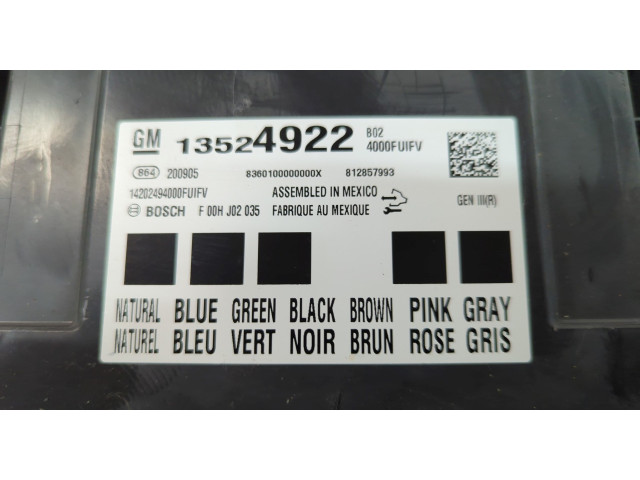 GM 13524922 B02
4000FUIFV
864 200905 8360100000000X 812857993
14202494000FUIFV ASSEMBLED IN MEXICO
GEN III(R)
BOSCH F 00H J02 035 FABRIQUE AU MEXIQUE
NATURAL BLUE GREEN BLACK BROWN PINK GRAY
NATUREL BLEU VERT NOIR BRUN ROSE GRIS